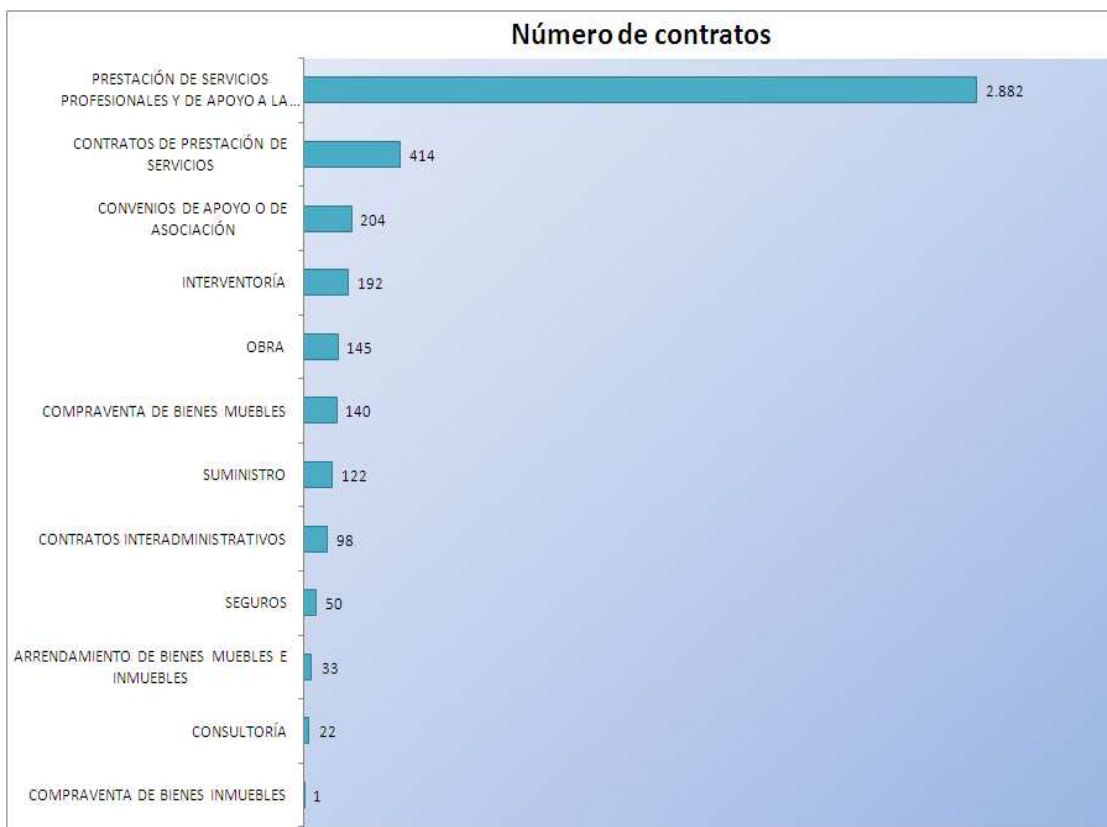 Número de contratos
PRESTACIÓN DE SERVICIOS
PROFESIONALES Y DE APOYO A LA...
2.882
CONTRATOS DE PRESTACIÓN DE
SERVICIOS
414
CONVENIOS DE APOYO O DE
ASOCIACIÓN
204
INTERVENTORÍA
192
OBRA
145
COMPRAVENTA DE BIENES MUEBLES
140
SUMINISTRO
122
CONTRATOS INTERADMINISTRATIVOS
98
SEGUROS
50
ARRENDAMIENTO DE BIENES MUEBLES E
INMUEBLES
33
CONSULTORÍA
22
COMPRAVENTA DE BIENES INMUEBLES
1